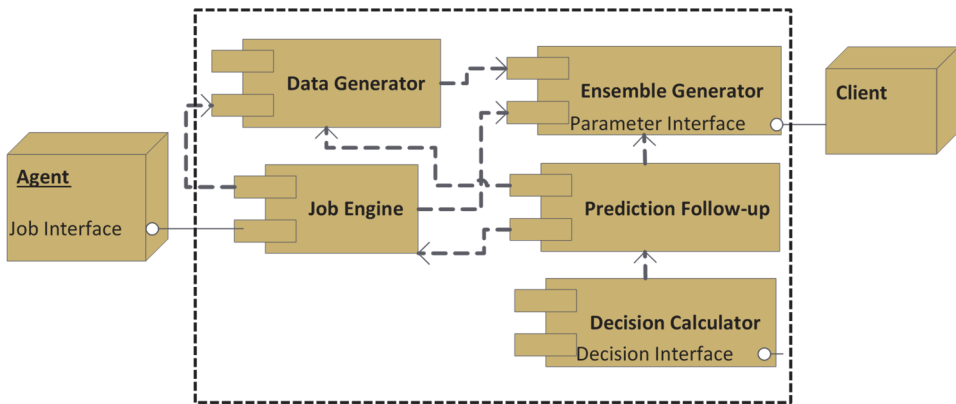 Data Generator
Ensemble Generator
Parameter Interface
Client
Agent
Job Interface
Job Engine
Prediction Follow-up
Decision Calculator
Decision Interface